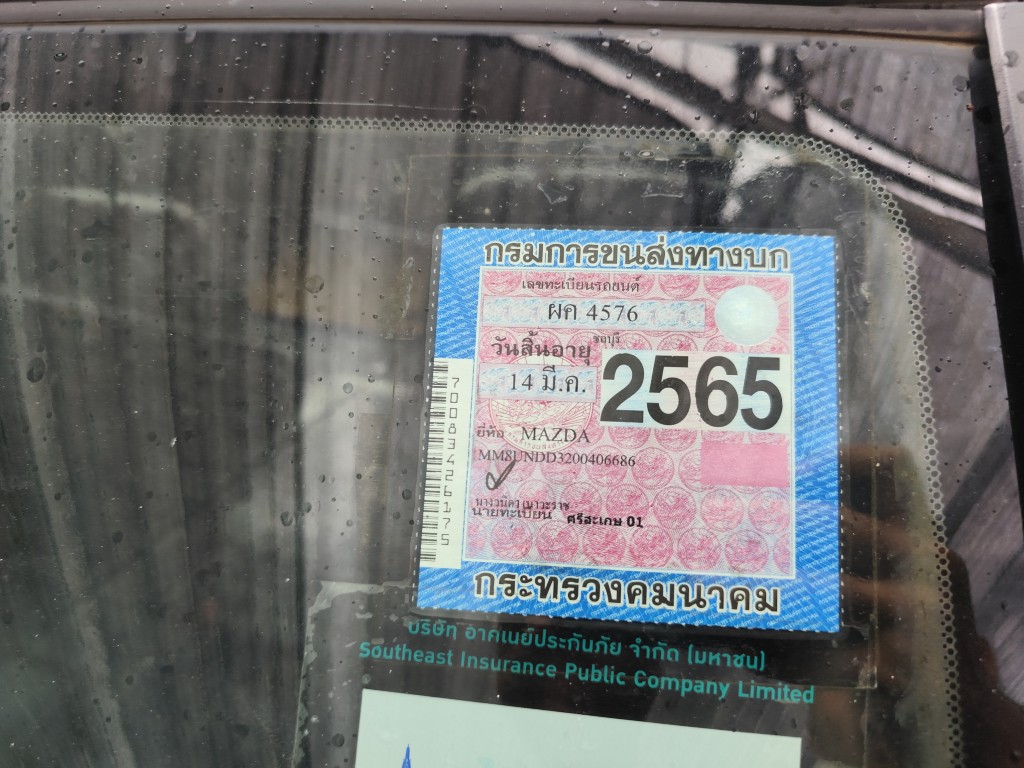 กรมการขนส่งทางบก
เลขทะเบียนรถยนต์
ผค 4576
ชลบุรี
วันสิ้นอายุ
14 มี.ค.
2565
ยี่ห้อ MAZDA
MM8UNDD3200406686
นายทะเบียน ศรีสะเกษ 01
70083426175
กระทรวงคมนาคม
บริษัท อาคเนย์ประกันภัย จำกัด (มหาชน)
Southeast Insurance Public Company Limited